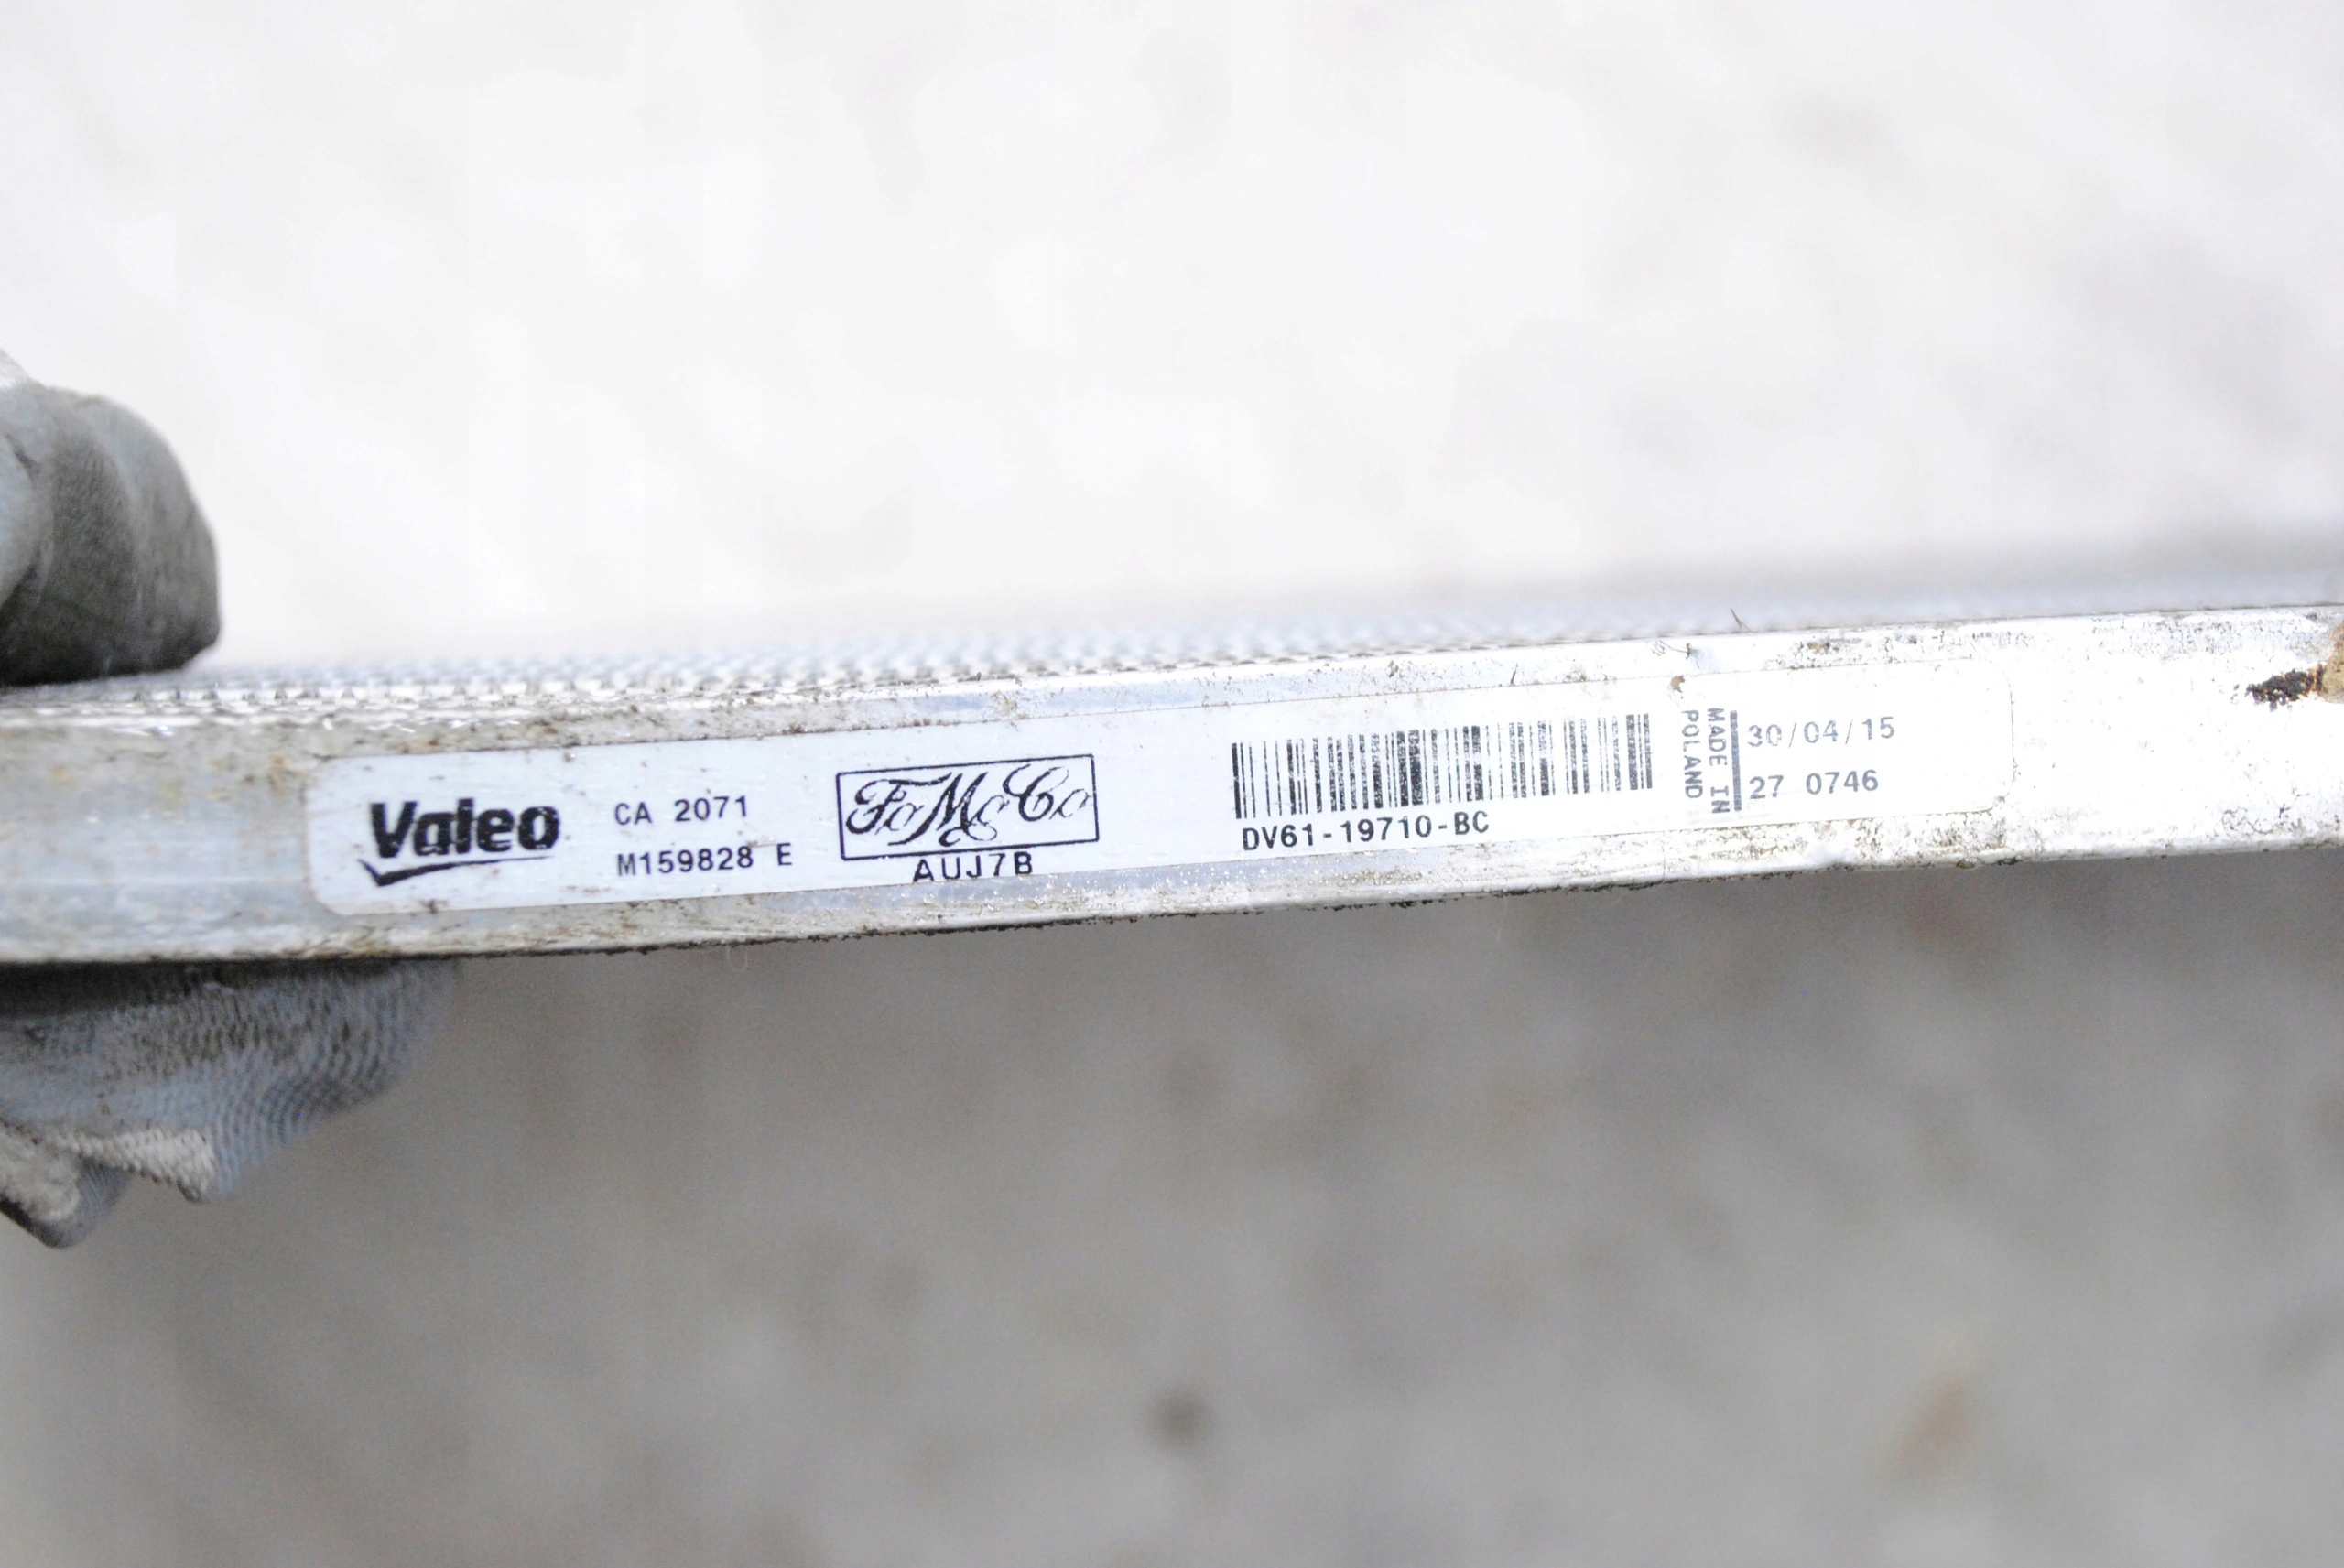 Valeo
CA 2071
M159828 E
FoMoCo
AUJ7B
DV61-19710-BC
MADE IN
POLAND
30/04/15
27 0746